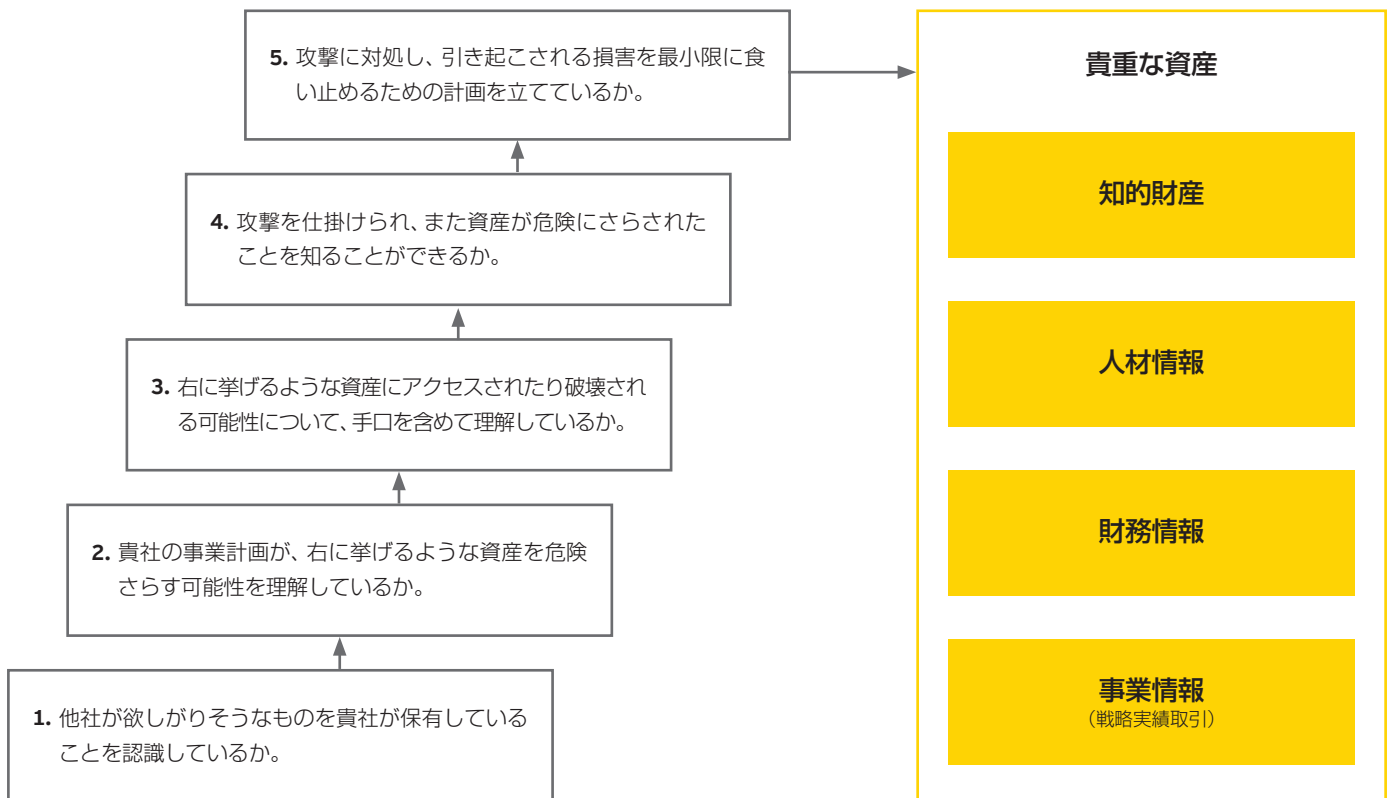 5. 攻撃に対処し、引き起こされる損害を最小限に食
い止めるための計画を立てているか。
4. 攻撃を仕掛けられ、また資産が危険にさらされた
ことを知ることができるか。
3. 右に挙げるような資産にアクセスされたり破壊され
る可能性について、手口を含めて理解しているか。
2. 貴社の事業計画が、右に挙げるような資産を危険
さらす可能性を理解しているか。
1. 他社が欲しがりそうなものを貴社が保有している
ことを認識しているか。
貴重な資産
知的財産
人材情報
財務情報
事業情報
（戦略実績取引）